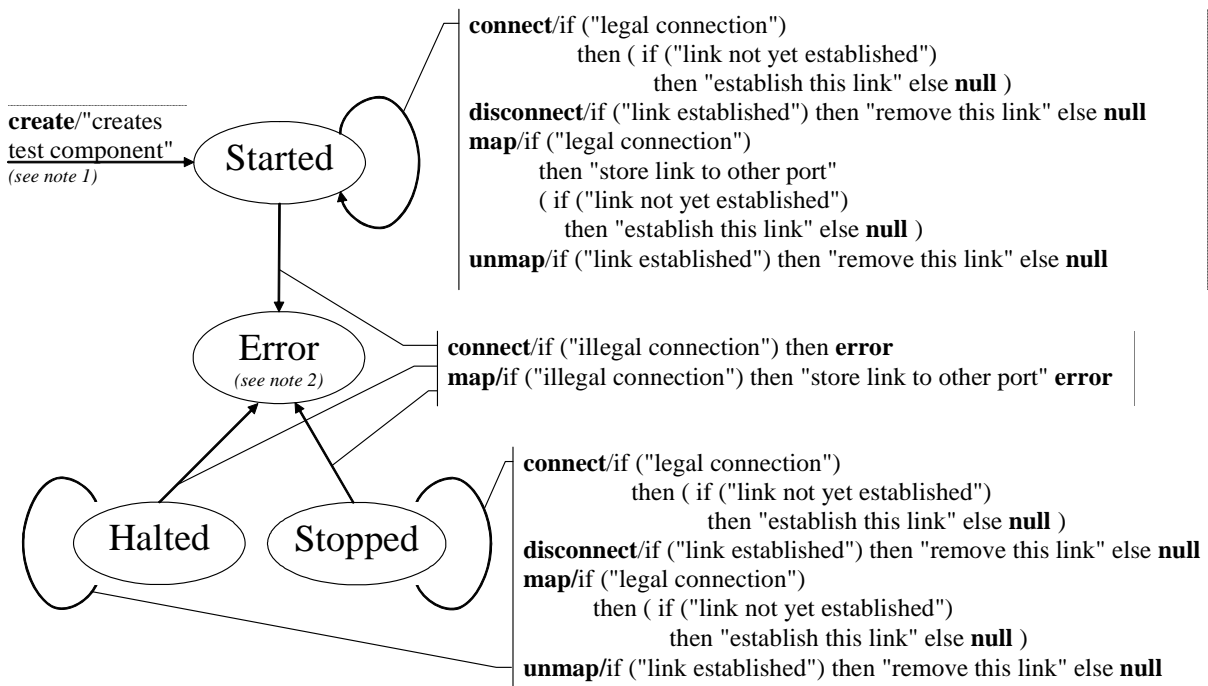 connect/if ("legal connection")
then ( if ("link not yet established")
then "establish this link" else null )
disconnect/if ("link established") then "remove this link" else null
map/if ("legal connection")
then "store link to other port"
( if ("link not yet established")
then "establish this link" else null )
unmap/if ("link established") then "remove this link" else null
create/"creates
test component"
(see note 1)
Started
Error
(see note 2)
connect/if ("illegal connection") then error
map/if ("illegal connection") then "store link to other port" error
Halted
Stopped
connect/if ("legal connection")
then ( if ("link not yet established")
then "establish this link" else null )
disconnect/if ("link established") then "remove this link" else null
map/if ("legal connection")
then ( if ("link not yet established")
then "establish this link" else null )
unmap/if ("link established") then "remove this link" else null